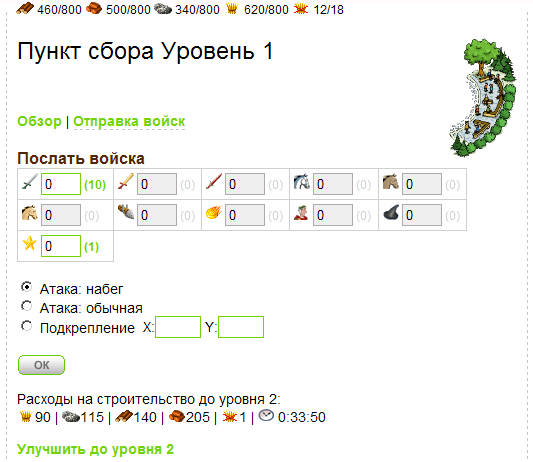 460/800 500/800 340/800 620/800 12/18
Пункт сбора Уровень 1
Обзор | Отправка войск
Послать войска
0 (10) 0 (0) 0 (0) 0 (0) 0 (0)
0 (0) 0 (0) 0 (0) 0 (0) 0 (0)
0 (1)
Атака: набег
Атака: обычная
Подкрепление X: Y:
ОК
Расходы на строительство до уровня 2:
90 | 115 | 140 | 205 | 1 | 0:33:50
Улучшить до уровня 2